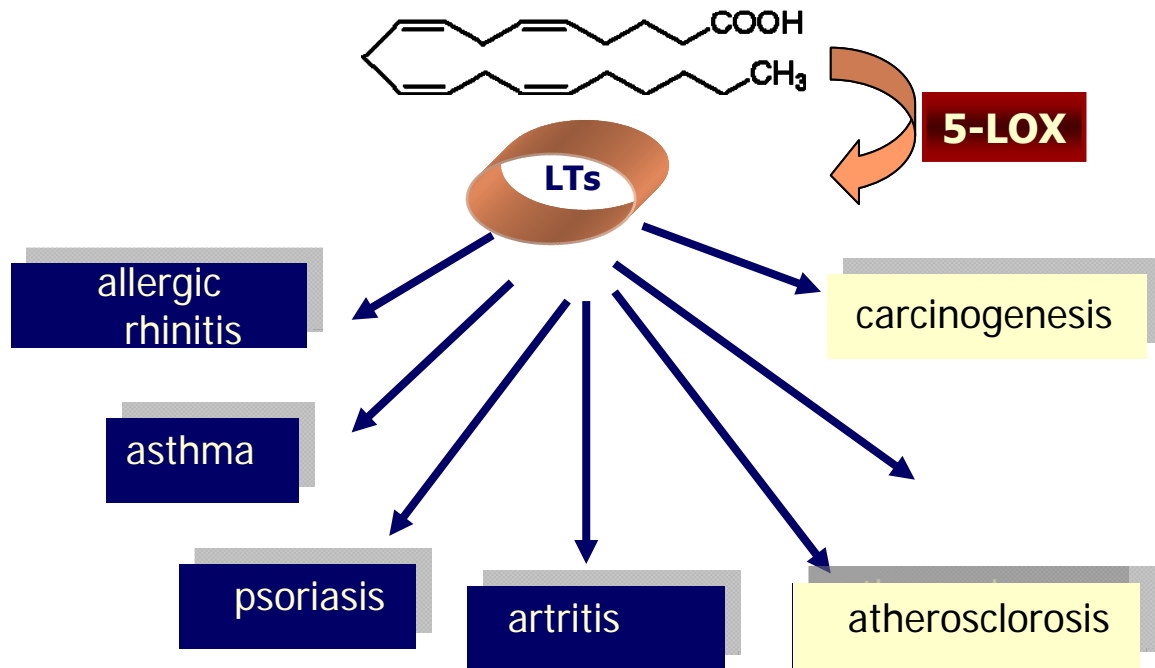 COOH
CH3
5-LOX
LTs
allergic
rhinitis
carcinogenesis
asthma
psoriasis
artritis
atherosclorosis